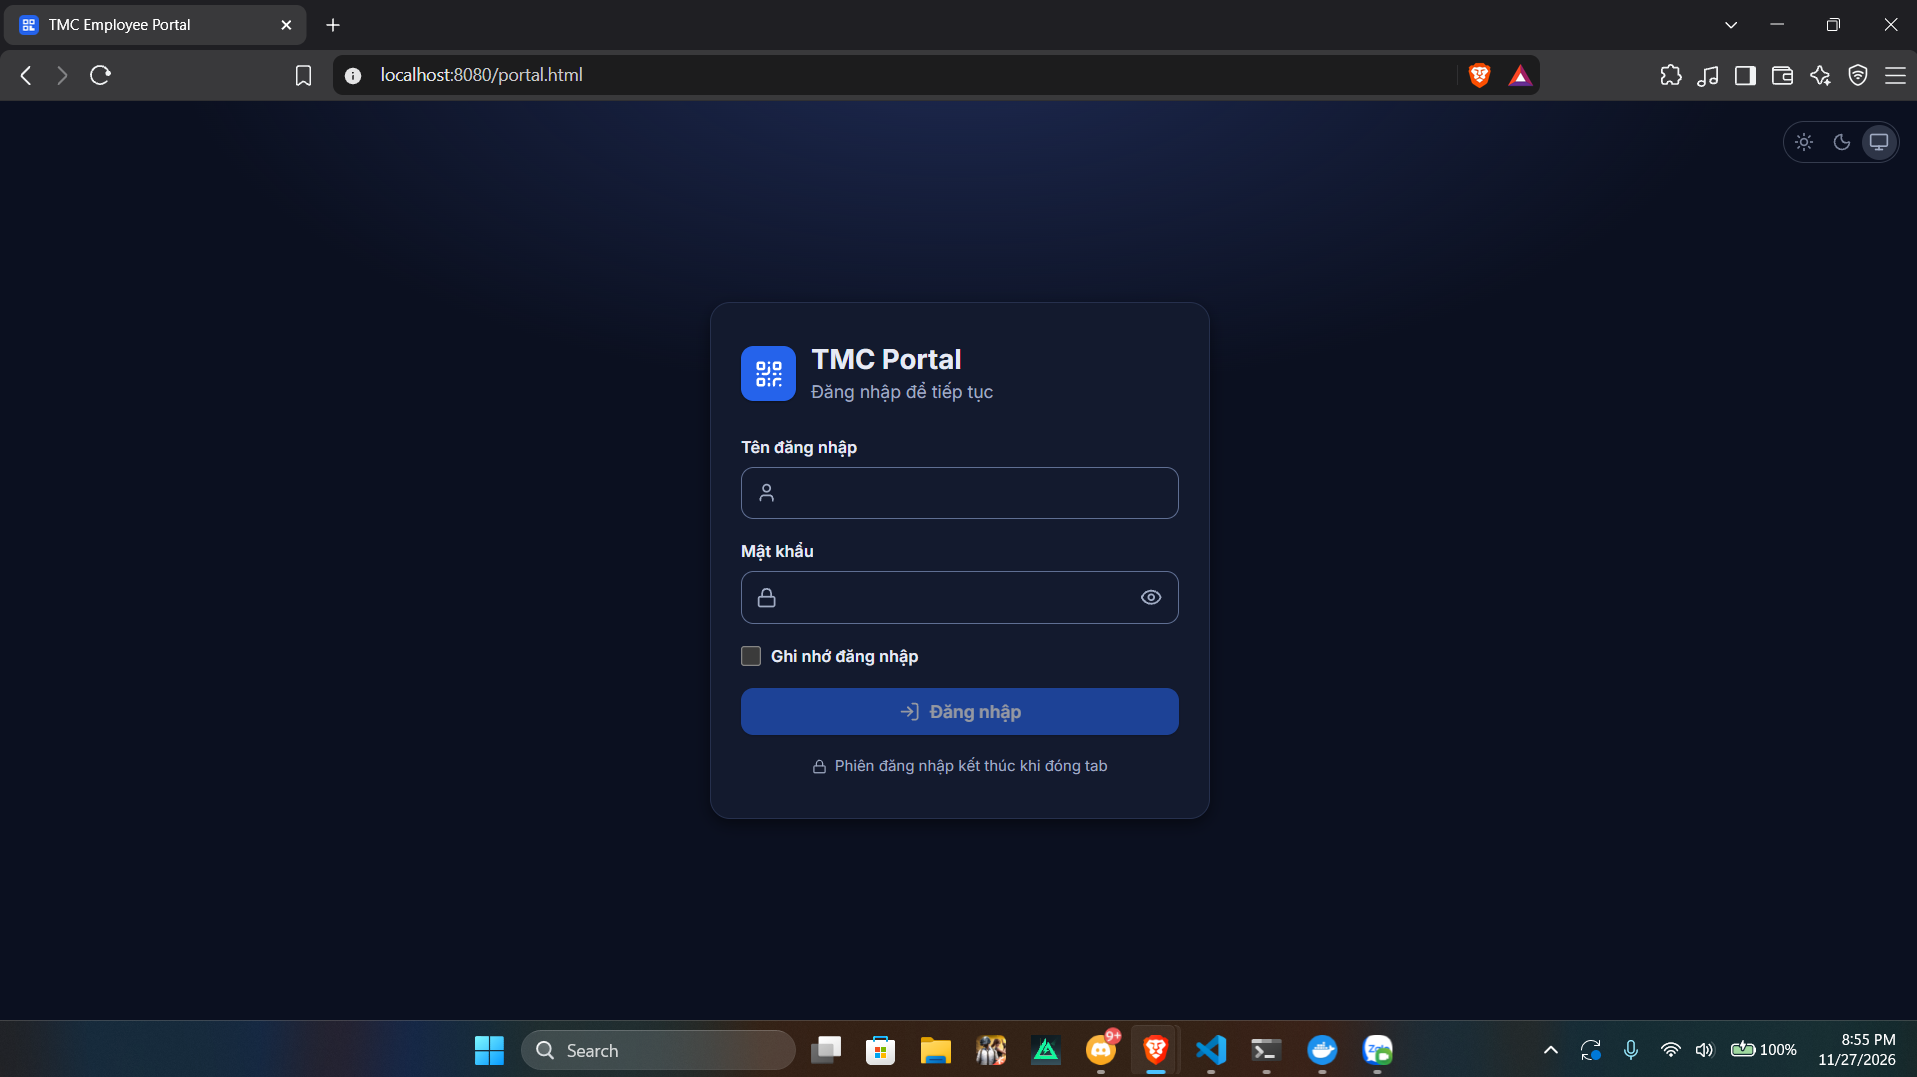 TMC Employee Portal
localhost:8080/portal.html
TMC Portal
Đăng nhập để tiếp tục
Tên đăng nhập
Mật khẩu
Ghi nhớ đăng nhập
Đăng nhập
Phiên đăng nhập kết thúc khi đóng tab
Search
9+
Zalo
100%
8:55 PM
11/27/2026